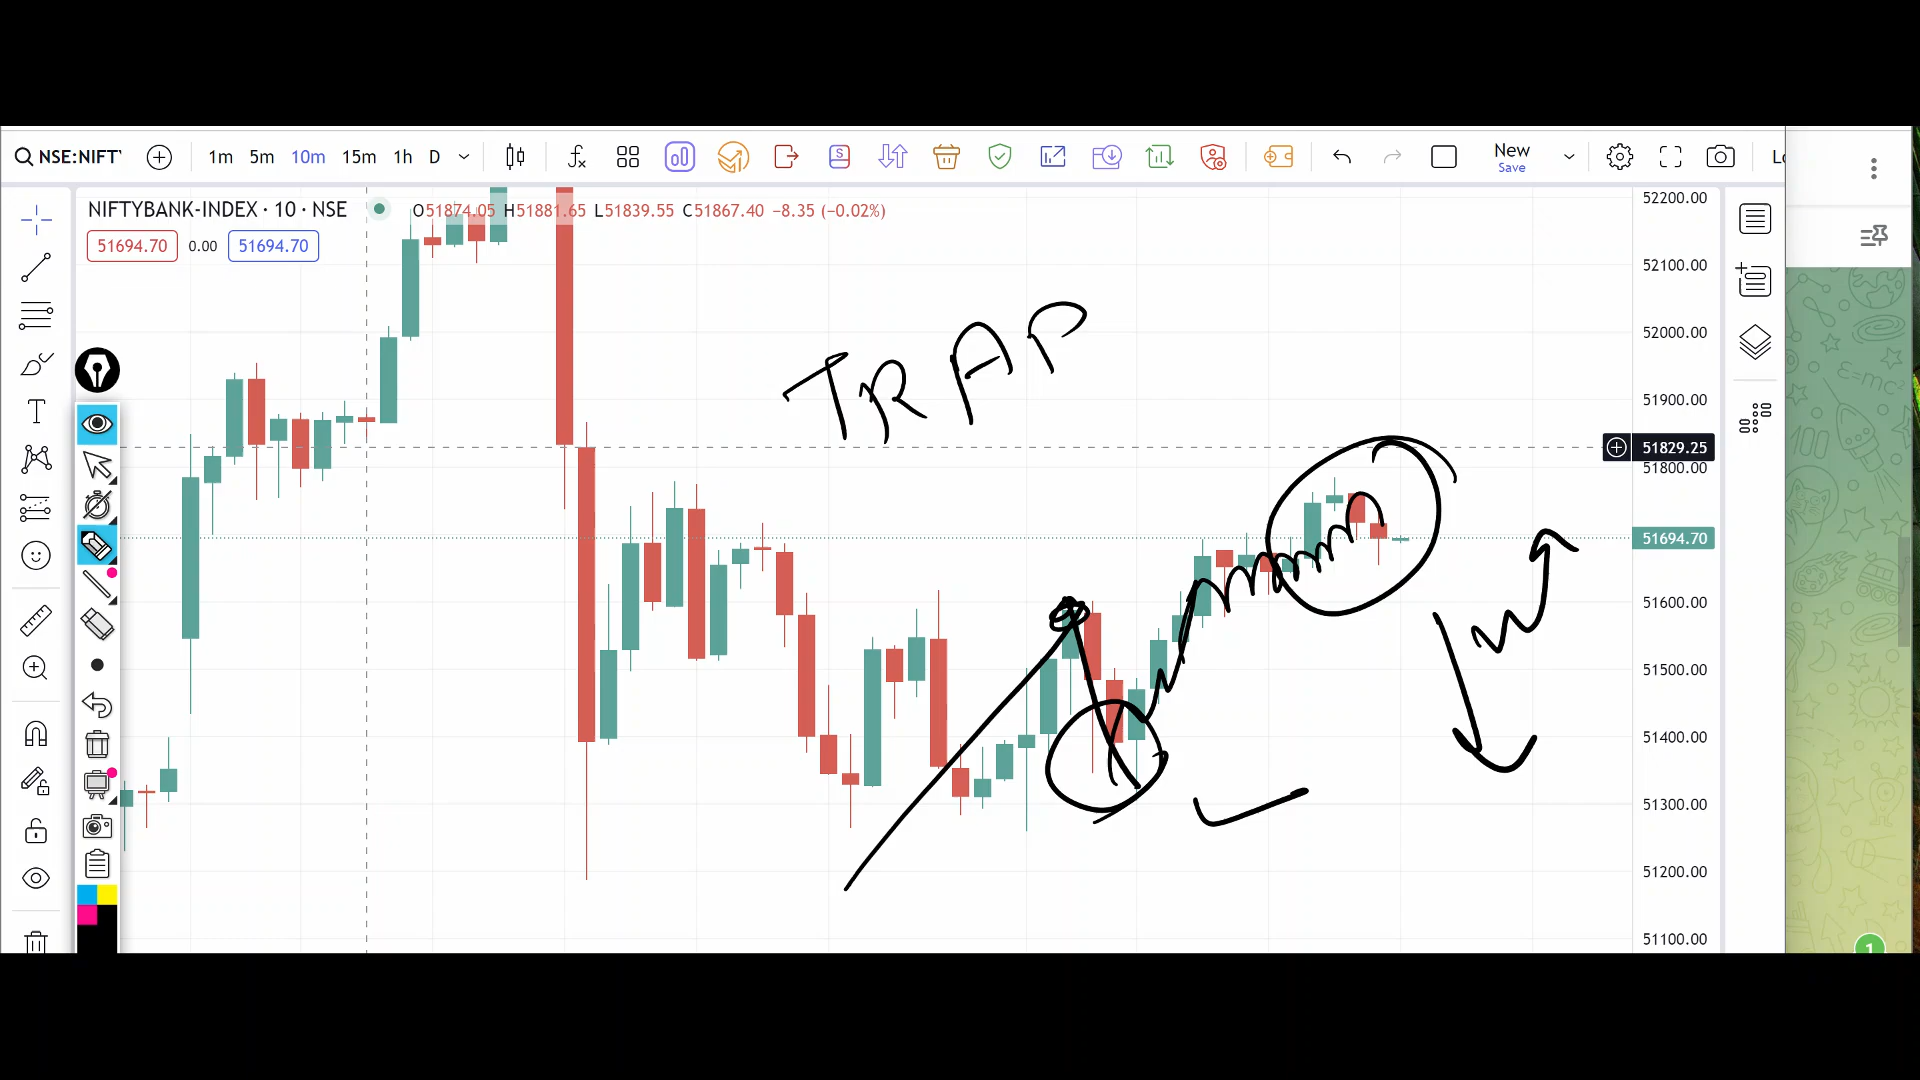 NSE:NIFT
1m 5m 10m 15m 1h D
New
Save
NIFTYBANK-INDEX · 10 · NSE
O51874.05 H51881.65 L51839.55 C51867.40 −8.35 (−0.02%)
51694.70 0.00 51694.70
TRAP
52200.00
52100.00
52000.00
51900.00
51829.25
51800.00
51694.70
51600.00
51500.00
51400.00
51300.00
51200.00
51100.00
1